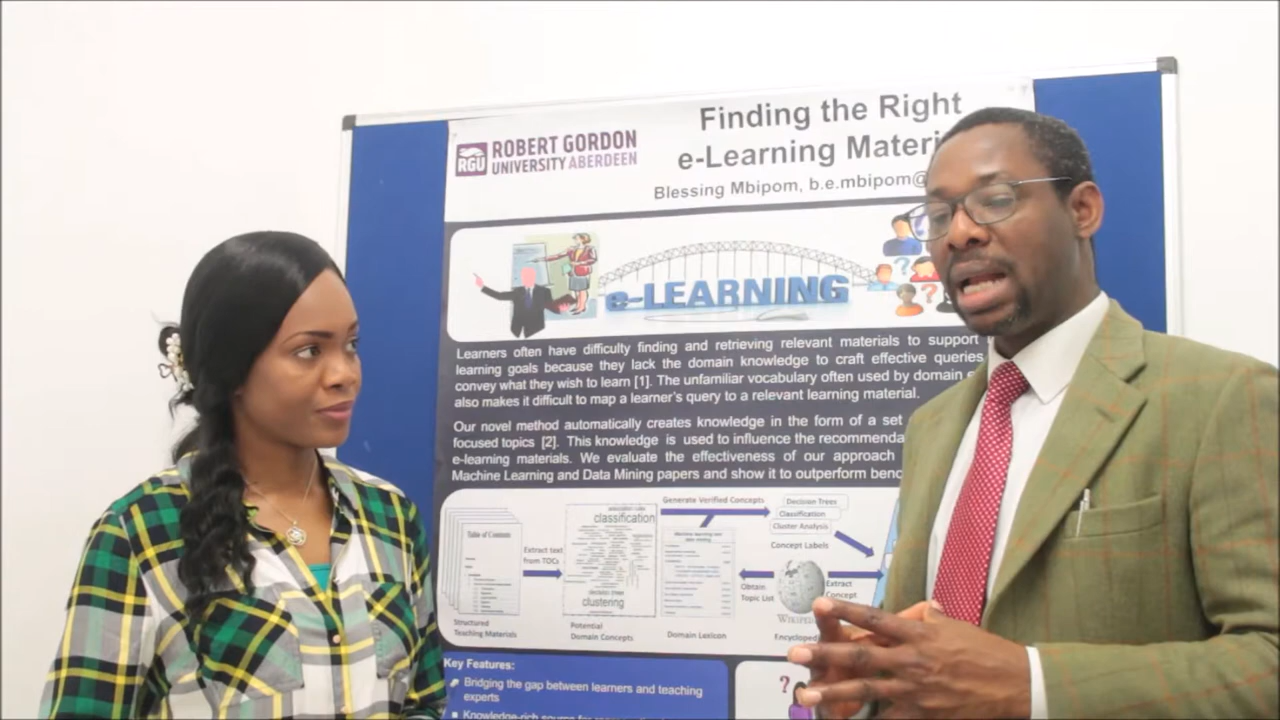 Finding the Right
e-Learning Materi
RGU
ROBERT GORDON
UNIVERSITY ABERDEEN
Blessing Mbipom, b.e.mbipom@
e-LEARNING
Learners often have difficulty finding and retrieving relevant materials to support
learning goals because they lack the domain knowledge to craft effective queries
convey what they wish to learn [1]. The unfamiliar vocabulary often used by domain e
also makes it difficult to map a learner's query to a relevant learning material.
Our novel method automatically creates knowledge in the form of a set
focused topics [2]. This knowledge is used to influence the recommenda
e-learning materials. We evaluate the effectiveness of our approach
Machine Learning and Data Mining papers and show it to outperform benc
Generate Verified Concepts
Decision Trees
Classification
Cluster Analysis
Concept Labels
Table of Contents
Extract text
from TOCs
classification
clustering
Obtain
Topic List
Extract
Concept
Structured
Teaching Materials
Potential
Domain Concepts
Domain Lexicon
Encycloped
Key Features:
Bridging the gap between learners and teaching
experts